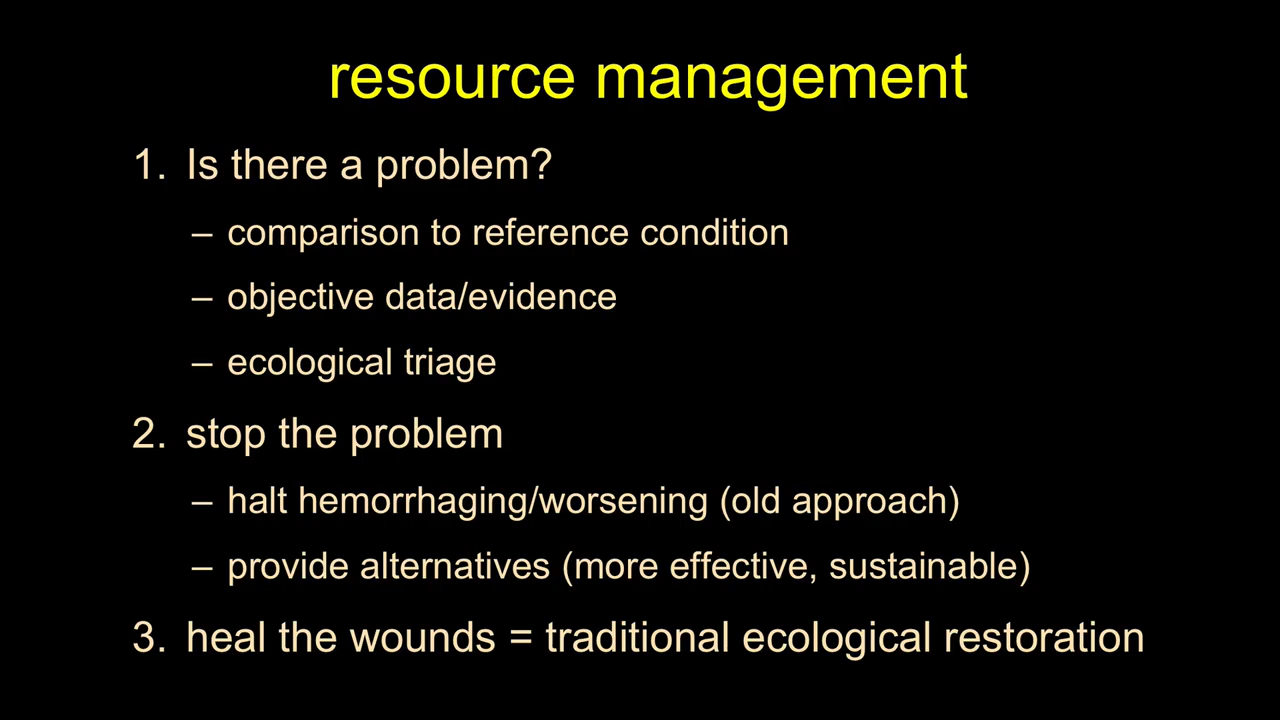 resource management
1. Is there a problem?
– comparison to reference condition
– objective data/evidence
– ecological triage
2. stop the problem
– halt hemorrhaging/worsening (old approach)
– provide alternatives (more effective, sustainable)
3. heal the wounds = traditional ecological restoration